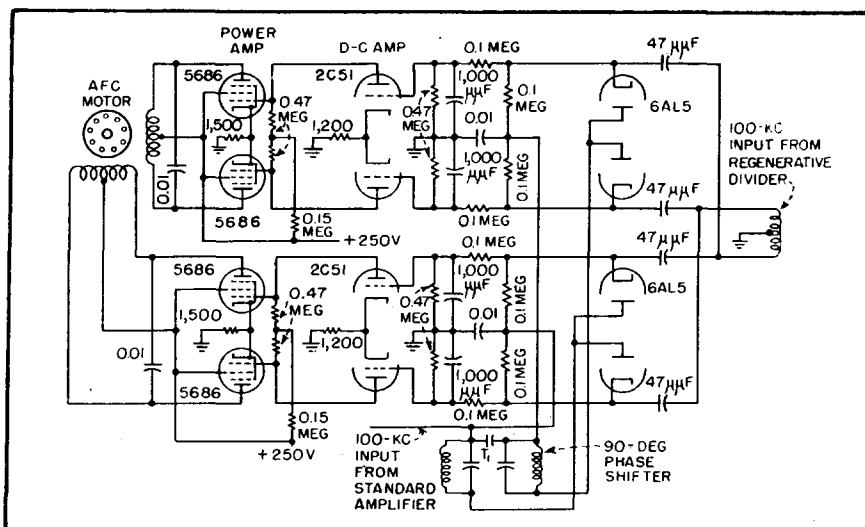 POWER
AMP
5686
D-C AMP
2C51
0.1 MEG
47 μμF
AFC
MOTOR
0.47
MEG
1,000
μμF
0.1
MEG
6AL5
1,500
1,200
0.47
MEG
0.01
100-KC
INPUT FROM
REGENERATIVE
DIVIDER
0.01
1,000
μμF
0.1 MEG
5686
0.15
MEG
0.1 MEG
47 μμF
+250V
5686
2C51
0.1 MEG
47 μμF
0.47
MEG
1,000
μμF
0.1 MEG
6AL5
1,500
0.47
MEG
0.01
0.01
1,200
1,000
μμF
0.1 MEG
5686
0.15
MEG
0.1 MEG
47 μμF
+250V
100-KC
INPUT
FROM
STANDARD
AMPLIFIER
T₁
90-DEG
PHASE
SHIFTER